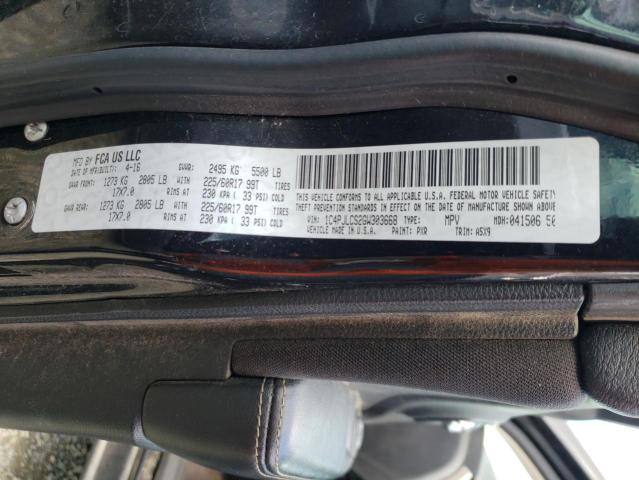 MFD BY FCA US LLC
DATE OF MFR/BUILT: 4-16 GVWR: 2495 KG 5500 LB
GAWR FRONT: 1273 KG 2805 LB WITH 225/60R17 99T TIRES
17X7.0 RIMS AT 230 KPA ( 33 PSI) COLD
GAWR REAR: 1273 KG 2805 LB WITH 225/60R17 99T TIRES
17X7.0 RIMS AT 230 KPA ( 33 PSI) COLD
THIS VEHICLE CONFORMS TO ALL APPLICABLE U.S.A. FEDERAL MOTOR VEHICLE SAFETY
THEFT PREVENTION STANDARDS IN EFFECT ON THE DATE OF MANUFACTURE SHOWN ABOVE
VIN: 1C4PJLCS2GW303668 TYPE: MPV MDH: 041506 50
VEHICLE MADE IN U.S.A. PAINT: PXR TRIM: A5X9